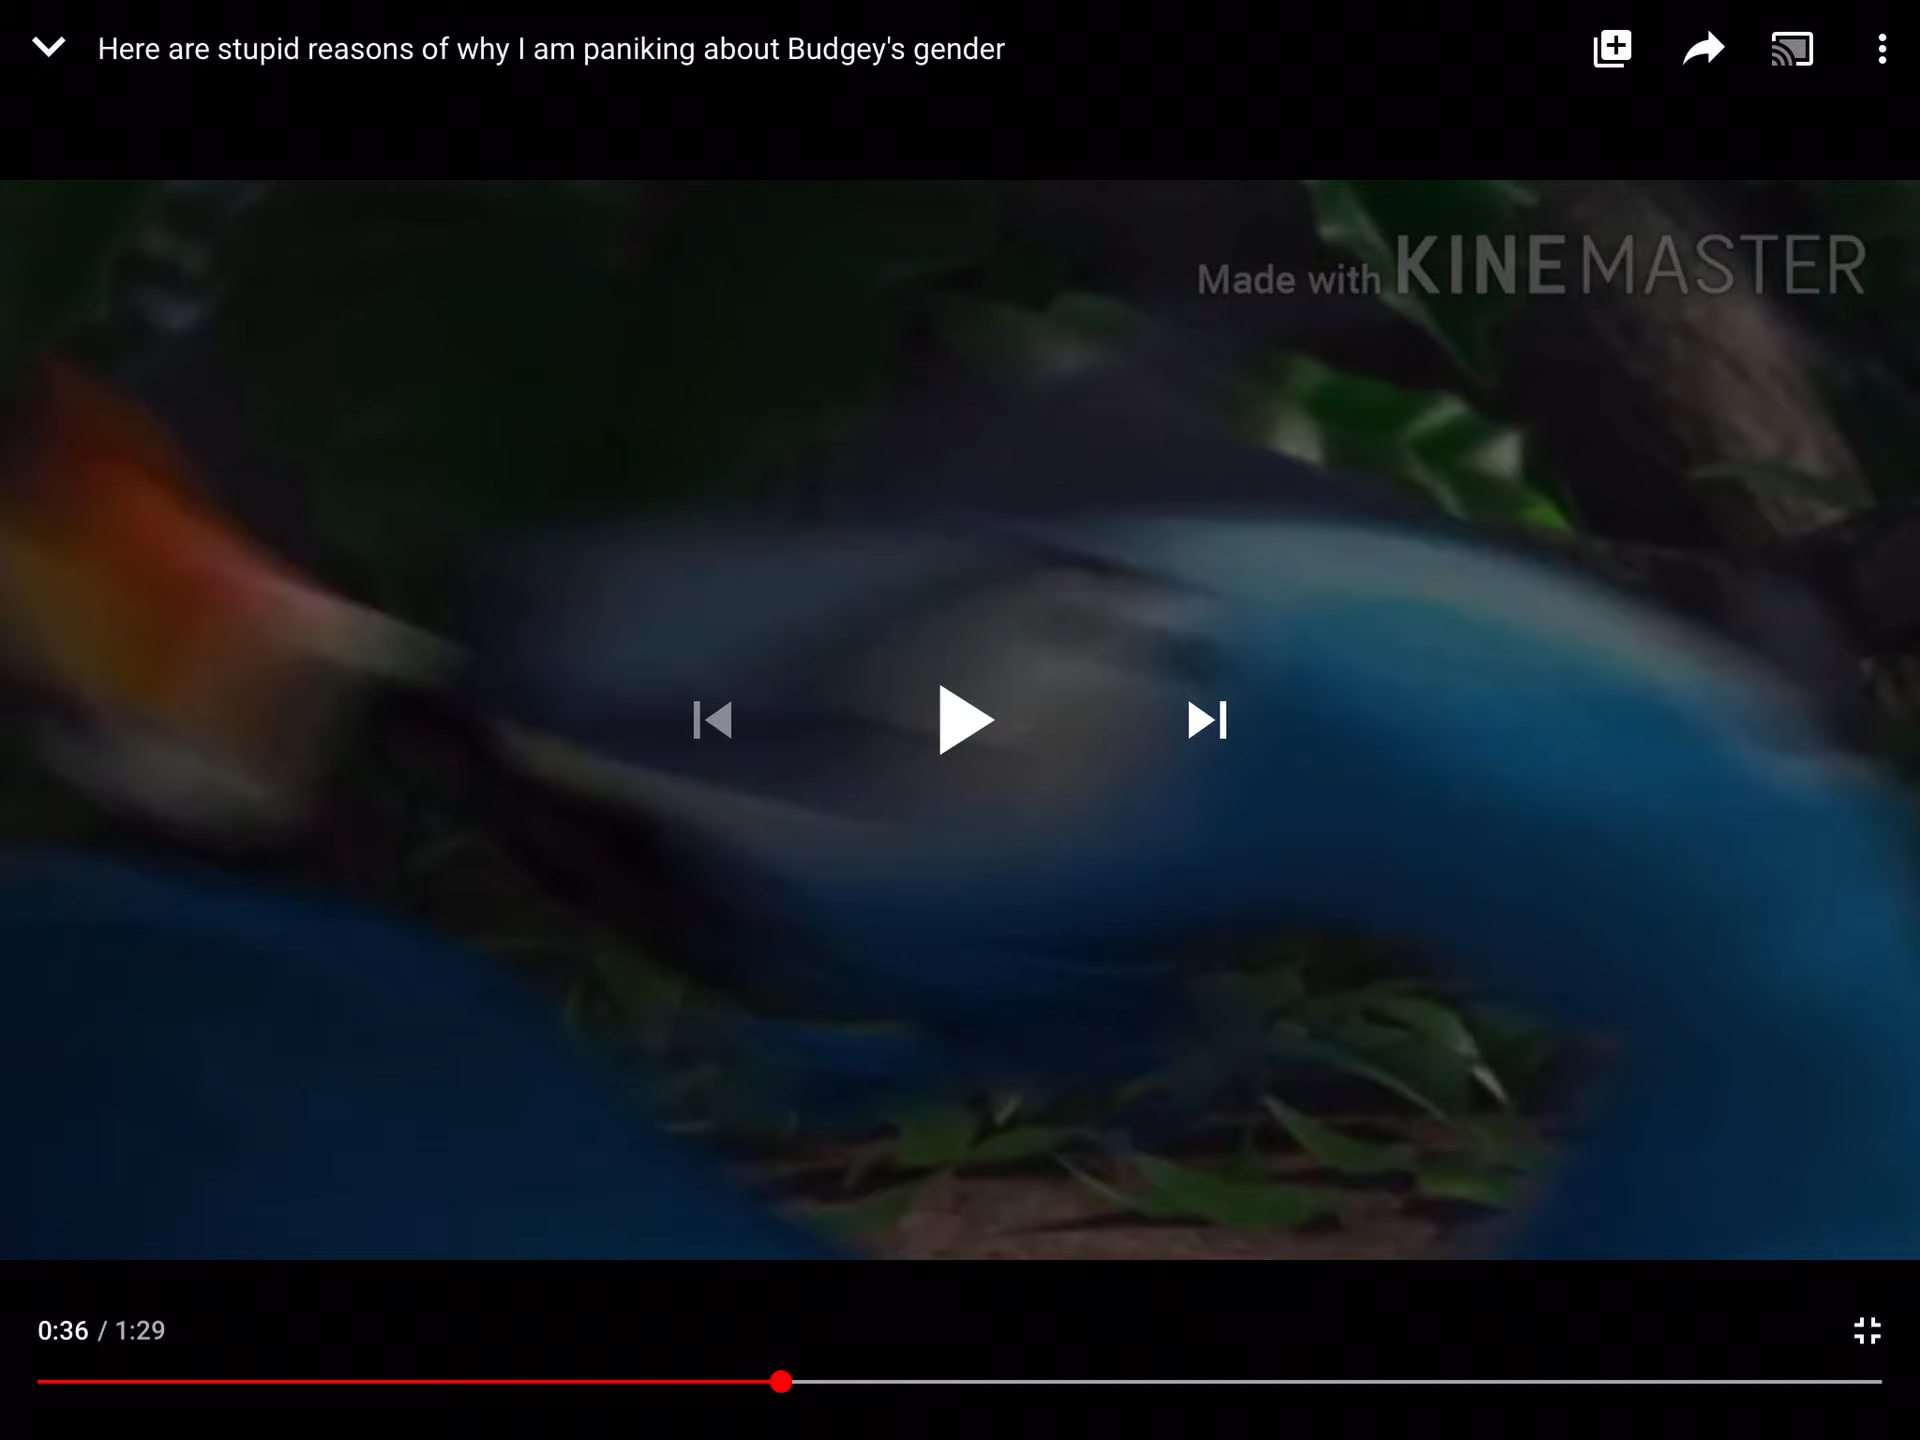 Here are stupid reasons of why I am paniking about Budgey's gender
Made with KINEMASTER
0:36 / 1:29